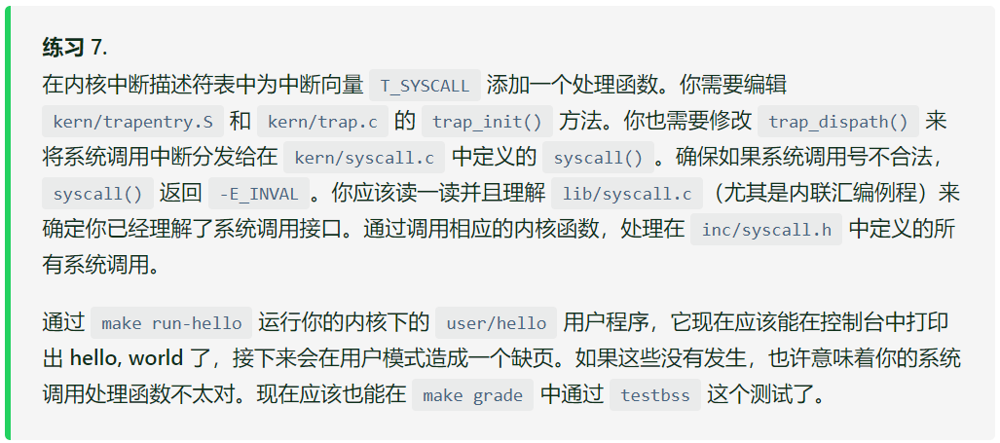 练习 7.
在内核中断描述符表中为中断向量 T_SYSCALL 添加一个处理函数。你需要编辑
kern/trapentry.S 和 kern/trap.c 的 trap_init() 方法。你也需要修改 trap_dispath() 来
将系统调用中断分发给在 kern/syscall.c 中定义的 syscall() 。确保如果系统调用号不合法，
syscall() 返回 -E_INVAL 。你应该读一读并且理解 lib/syscall.c（尤其是内联汇编例程）来
确定你已经理解了系统调用接口。通过调用相应的内核函数，处理在 inc/syscall.h 中定义的所
有系统调用。
通过 make run-hello 运行你的内核下的 user/hello 用户程序，它现在应该能在控制台中打印
出 hello, world 了，接下来会在用户模式造成一个缺页。如果这些没有发生，也许意味着你的系统
调用处理函数不太对。现在应该也能在 make grade 中通过 testbss 这个测试了。